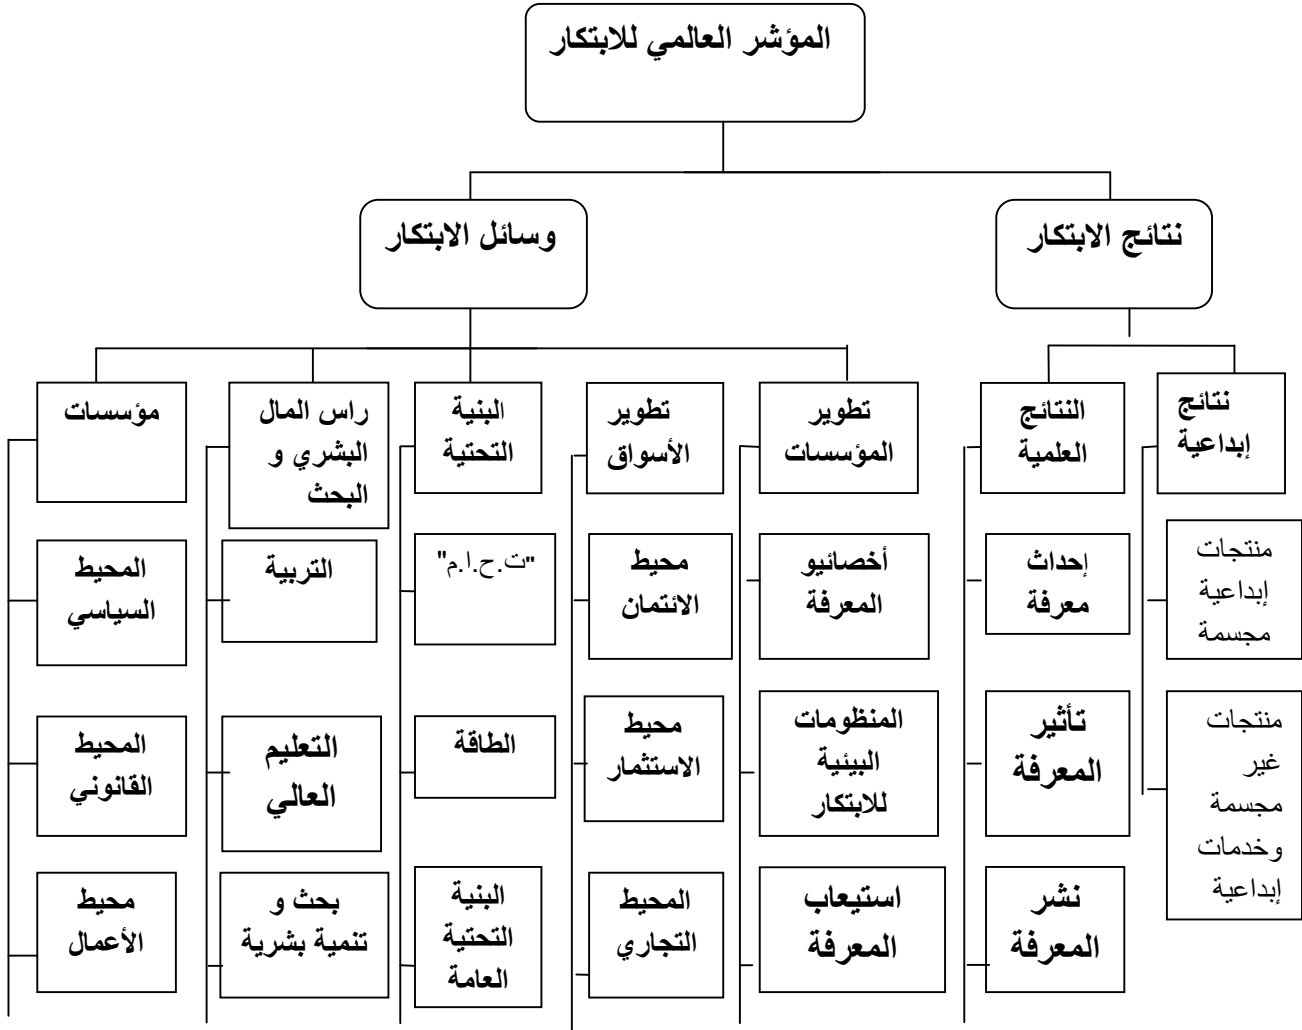 المؤشر العالمي للابتكار
نتائج الابتكار
وسائل الابتكار
نتائج
إبداعية
النتائج
العلمية
تطوير
المؤسسات
تطوير
الأسواق
البنية
التحتية
راس المال
البشري و
البحث
مؤسسات
منتجات
إبداعية
مجسمة
إحداث
معرفة
أخصائيو
المعرفة
محيط
الائتمان
"ت.ح.ا.م"
التربية
المحيط
السياسي
منتجات
غير
مجسمة
وخدمات
إبداعية
تأثير
المعرفة
المنظومات
البيئية
للابتكار
محيط
الاستثمار
الطاقة
التعليم
العالي
المحيط
القانوني
نشر
المعرفة
استيعاب
المعرفة
المحيط
التجاري
البنية
التحتية
العامة
بحث و
تنمية بشرية
محيط
الأعمال